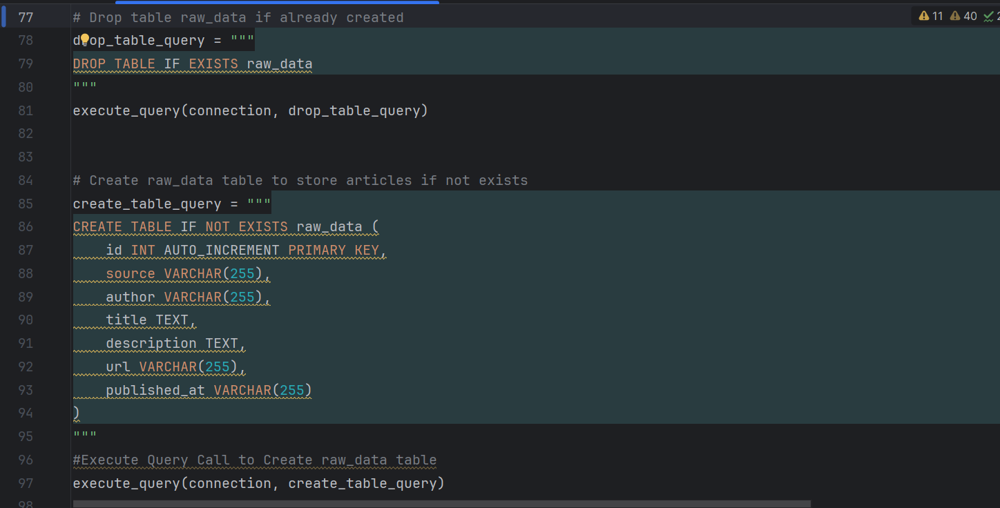 77 # Drop table raw_data if already created 11 40 2
78 drop_table_query = """
79 DROP TABLE IF EXISTS raw_data
80 """
81 execute_query(connection, drop_table_query)
82
83
84 # Create raw_data table to store articles if not exists
85 create_table_query = """
86 CREATE TABLE IF NOT EXISTS raw_data (
87     id INT AUTO_INCREMENT PRIMARY KEY,
88     source VARCHAR(255),
89     author VARCHAR(255),
90     title TEXT,
91     description TEXT,
92     url VARCHAR(255),
93     published_at VARCHAR(255)
94 )
95 """
96 #Execute Query Call to Create raw_data table
97 execute_query(connection, create_table_query)
98